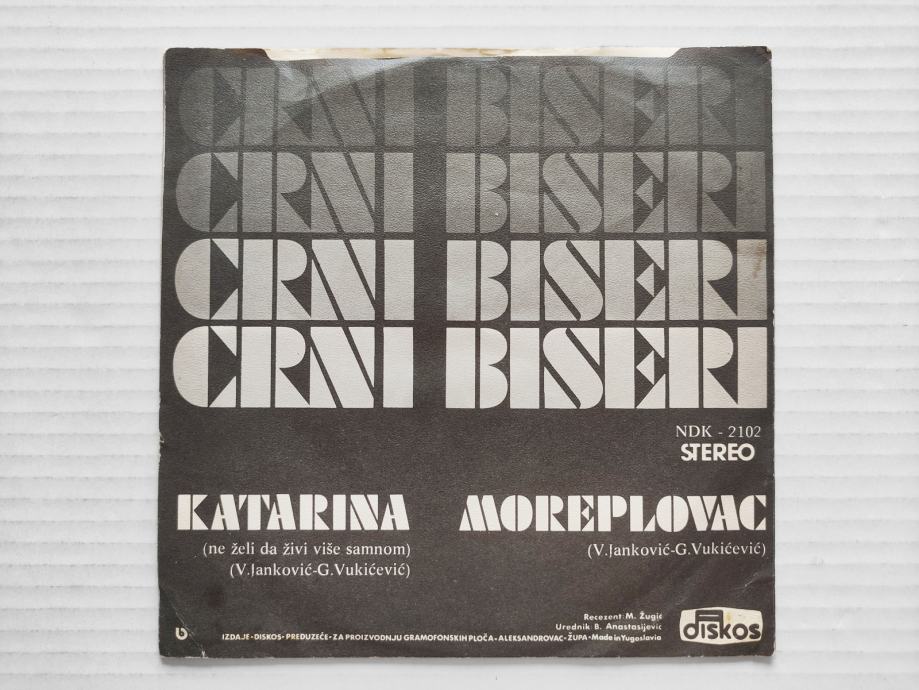 CRNI BISERI
CRNI BISERI
CRNI BISERI
CRNI BISERI
NDK - 2102
STEREO
KATARINA
(ne želi da živi više samnom)
(V.Janković-G.Vukićević)
MOREPLOVAC
(V.Janković-G.Vukićević)
Recezent M. Žugić
Urednik B. Anastasijevic
IZDAJE-DISKOS-PREDUZEĆE-ZA PROIZVODNJU GRAMOFONSKIH PLOČA-ALEKSANDROVAC-ŽUPA-Made in Yugoslavia
diskos